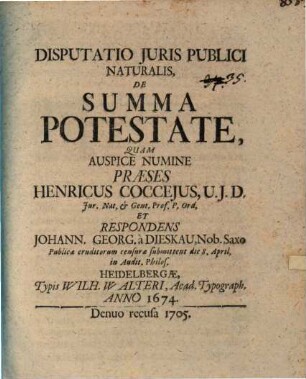 DISPUTATIO JURIS PUBLICI
NATURALIS,
DE
SUMMA
POTESTATE,
QUAM
AUSPICE NUMINE
PRÆSES
HENRICUS COCCEJUS, U.J.D.
Jur. Nat, & Gent. Prof. P. Ord.
ET
RESPONDENS
JOHANN. GEORG. à DIESKAU, Nob. Saxo
Publicæ eruditorum censuræ submittent die 8. April,
in Audit. Philos.
HEIDELBERGÆ,
Typis WILH. WALTERI, Acad. Typograph.
ANNO 1674.
Denuo recusa 1705.